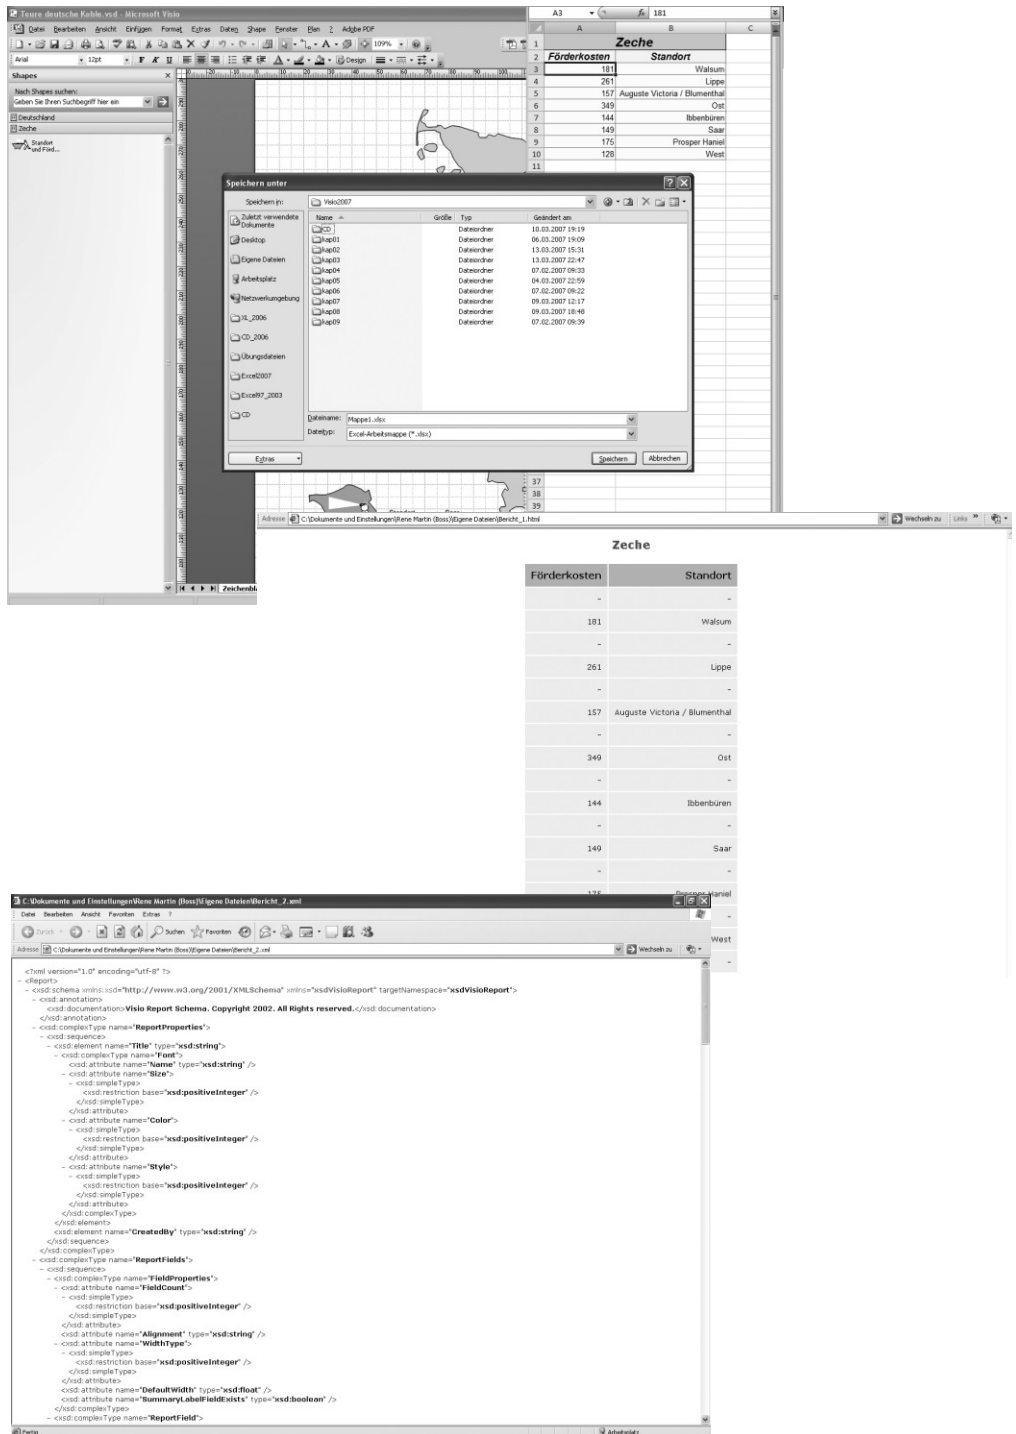 Teure deutsche Kohle.vsd - Microsoft Visio
Datei Bearbeiten Ansicht Einfügen Format Extras Daten Shape Fenster Plan ? Adobe PDF
109%
Arial 12pt F K U Design
Shapes
Nach Shapes suchen:
Geben Sie Ihren Suchbegriff hier ein
Deutschland
Zeche
Standort
und Förd...
Zeichenbl
A3 fx 181
A B C
1 Zeche
2 Förderkosten Standort
3 181 Walsum
4 261 Lippe
5 157 Auguste Victoria / Blumenthal
6 349 Ost
7 144 Ibbenbüren
8 149 Saar
9 175 Prosper Haniel
10 128 West
11
37
38
39
Speichern unter
Speichern in: Visio2007
Zuletzt verwendete Dokumente
Desktop
Eigene Dateien
Arbeitsplatz
Netzwerkumgebung
XL_2006
CD_2006
Übungsdateien
Excel2007
Excel97_2003
CD
Name Größe Typ Geändert am
CD Dateiordner 10.03.2007 19:19
kap01 Dateiordner 06.03.2007 19:09
kap02 Dateiordner 13.03.2007 15:31
kap03 Dateiordner 13.03.2007 22:47
kap04 Dateiordner 07.02.2007 09:33
kap05 Dateiordner 04.03.2007 22:59
kap06 Dateiordner 07.02.2007 09:22
kap07 Dateiordner 09.03.2007 12:17
kap08 Dateiordner 09.03.2007 18:48
kap09 Dateiordner 07.02.2007 09:39
Dateiname: Mappe1.xlsx
Dateityp: Excel-Arbeitsmappe (*.xlsx)
Extras Speichern Abbrechen
Adresse C:\Dokumente und Einstellungen\Rene Martin (Boss)\Eigene Dateien\Bericht_1.html Wechseln zu Links »
Zeche
Förderkosten Standort
- -
181 Walsum
- -
261 Lippe
- -
157 Auguste Victoria / Blumenthal
- -
349 Ost
- -
144 Ibbenbüren
- -
149 Saar
- -
175 Prosper Haniel
-
West
-
C:\Dokumente und Einstellungen\Rene Martin (Boss)\Eigene Dateien\Bericht_2.xml
Datei Bearbeiten Ansicht Favoriten Extras ?
Zurück Suchen Favoriten
Adresse C:\Dokumente und Einstellungen\Rene Martin (Boss)\Eigene Dateien\Bericht_2.xml Wechseln zu
<?xml version="1.0" encoding="utf-8" ?>
- <Report>
- <xsd:schema xmlns:xsd="http://www.w3.org/2001/XMLSchema" xmlns="xsdVisioReport" targetNamespace="xsdVisioReport">
- <xsd:annotation>
<xsd:documentation>Visio Report Schema. Copyright 2002. All Rights reserved.</xsd:documentation>
</xsd:annotation>
- <xsd:complexType name="ReportProperties">
- <xsd:sequence>
- <xsd:element name="Title" type="xsd:string">
- <xsd:complexType name="Font">
<xsd:attribute name="Name" type="xsd:string" />
- <xsd:attribute name="Size">
- <xsd:simpleType>
<xsd:restriction base="xsd:positiveInteger" />
</xsd:simpleType>
</xsd:attribute>
- <xsd:attribute name="Color">
- <xsd:simpleType>
<xsd:restriction base="xsd:positiveInteger" />
</xsd:simpleType>
</xsd:attribute>
- <xsd:attribute name="Style">
- <xsd:simpleType>
<xsd:restriction base="xsd:positiveInteger" />
</xsd:simpleType>
</xsd:attribute>
</xsd:complexType>
</xsd:element>
<xsd:element name="CreatedBy" type="xsd:string" />
</xsd:sequence>
</xsd:complexType>
- <xsd:complexType name="ReportFields">
- <xsd:sequence>
- <xsd:complexType name="FieldProperties">
- <xsd:attribute name="FieldCount">
- <xsd:simpleType>
<xsd:restriction base="xsd:positiveInteger" />
</xsd:simpleType>
</xsd:attribute>
<xsd:attribute name="Alignment" type="xsd:string" />
- <xsd:attribute name="WidthType">
- <xsd:simpleType>
<xsd:restriction base="xsd:positiveInteger" />
</xsd:simpleType>
</xsd:attribute>
<xsd:attribute name="DefaultWidth" type="xsd:float" />
<xsd:attribute name="SummaryLabelFieldExists" type="xsd:boolean" />
</xsd:complexType>
- <xsd:complexType name="ReportField">
Fertig Arbeitsplatz